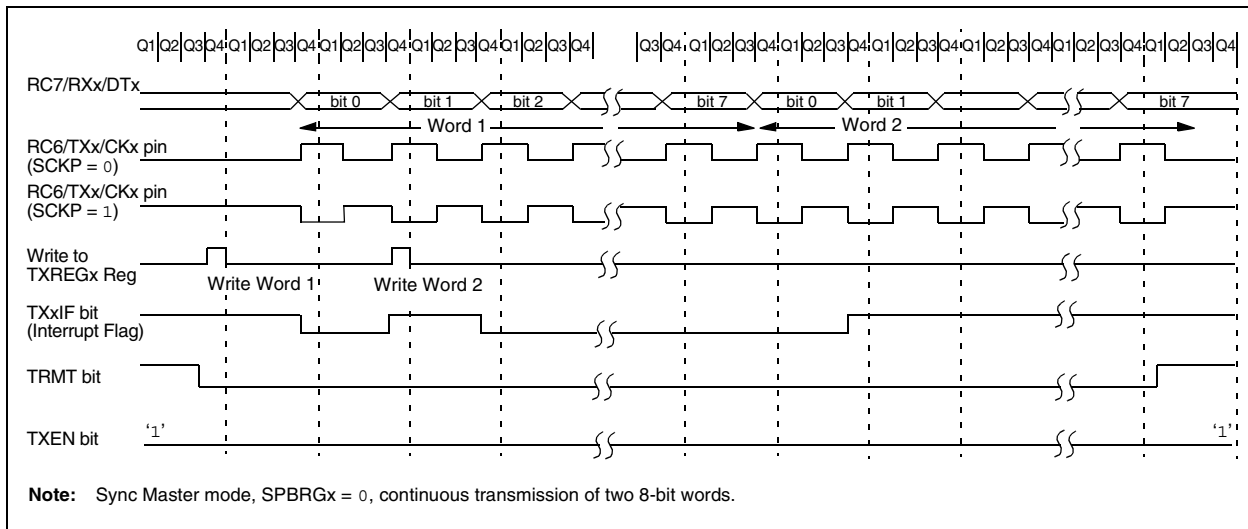 Q1 Q2 Q3 Q4 Q1 Q2 Q3 Q4 Q1 Q2 Q3 Q4 Q1 Q2 Q3 Q4 Q1 Q2 Q3 Q4 Q3 Q4 Q1 Q2 Q3 Q4 Q1 Q2 Q3 Q4 Q1 Q2 Q3 Q4 Q1 Q2 Q3 Q4 Q1 Q2 Q3 Q4 Q1 Q2 Q3 Q4
RC7/RXx/DTx
bit 0 bit 1 bit 2 bit 7 bit 0 bit 1 bit 7
Word 1 Word 2
RC6/TXx/CKx pin
(SCKP = 0)
RC6/TXx/CKx pin
(SCKP = 1)
Write to
TXREGx Reg
Write Word 1 Write Word 2
TXxIF bit
(Interrupt Flag)
TRMT bit
TXEN bit
‘1’ ‘1’
Note: Sync Master mode, SPBRGx = 0, continuous transmission of two 8-bit words.